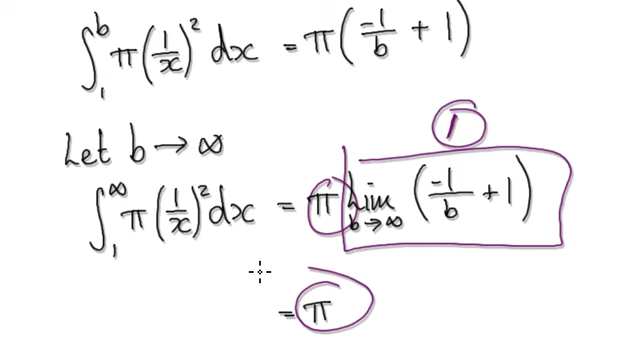 ∫₁ᵇ π(1/x)² dx = π(-1/b + 1)
1
Let b → ∞
∫₁^∞ π(1/x)² dx = π lim b→∞ (-1/b + 1)
= π